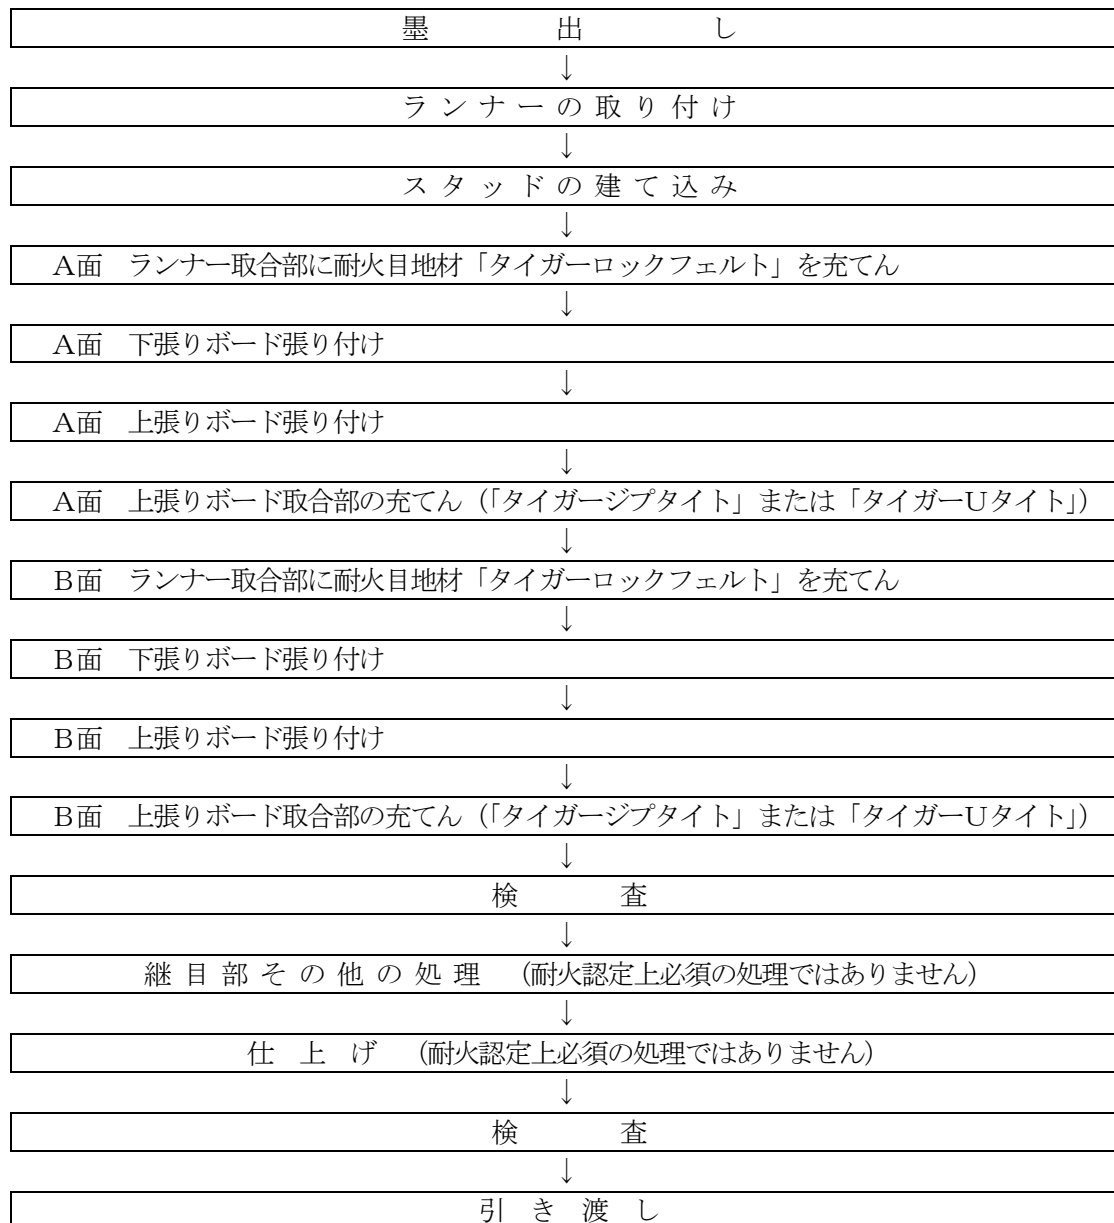 墨出し
↓
ランナーの取り付け
↓
スタッドの建て込み
↓
A面　ランナー取合部に耐火目地材「タイガーロックフェルト」を充てん
↓
A面　下張りボード張り付け
↓
A面　上張りボード張り付け
↓
A面　上張りボード取合部の充てん（「タイガージプタイト」または「タイガーUタイト」）
↓
B面　ランナー取合部に耐火目地材「タイガーロックフェルト」を充てん
↓
B面　下張りボード張り付け
↓
B面　上張りボード張り付け
↓
B面　上張りボード取合部の充てん（「タイガージプタイト」または「タイガーUタイト」）
↓
検査
↓
継目部その他の処理　（耐火認定上必須の処理ではありません）
↓
仕上げ　（耐火認定上必須の処理ではありません）
↓
検査
↓
引き渡し